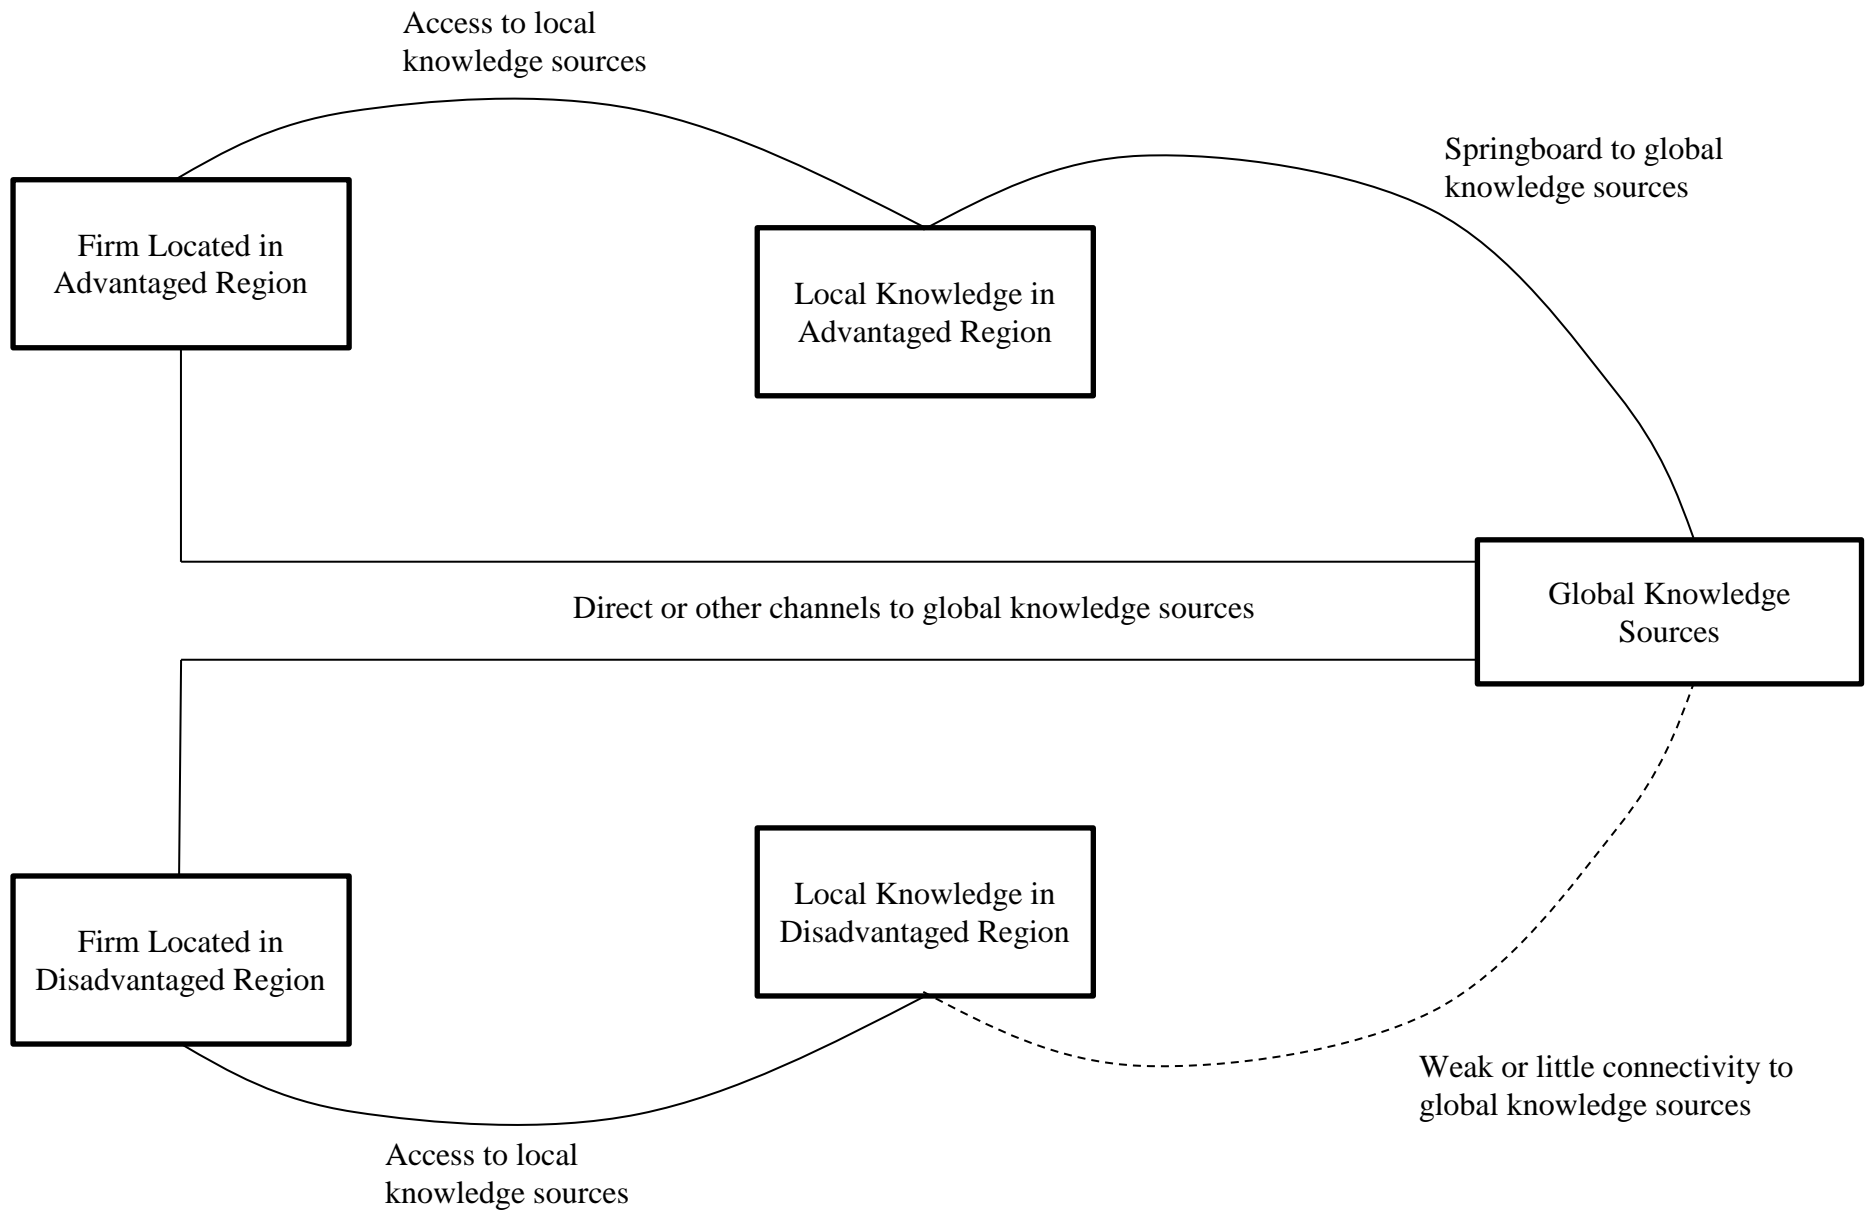 Access to local
knowledge sources
Springboard to global
knowledge sources
Firm Located in
Advantaged Region
Local Knowledge in
Advantaged Region
Direct or other channels to global knowledge sources
Global Knowledge
Sources
Local Knowledge in
Disadvantaged Region
Firm Located in
Disadvantaged Region
Weak or little connectivity to
global knowledge sources
Access to local
knowledge sources